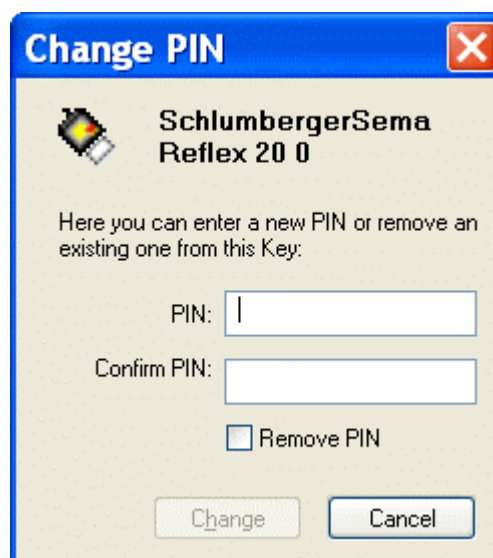 Change PIN
SchlumbergerSema
Reflex 20 0
Here you can enter a new PIN or remove an
existing one from this Key:
PIN:
Confirm PIN:
Remove PIN
Change Cancel